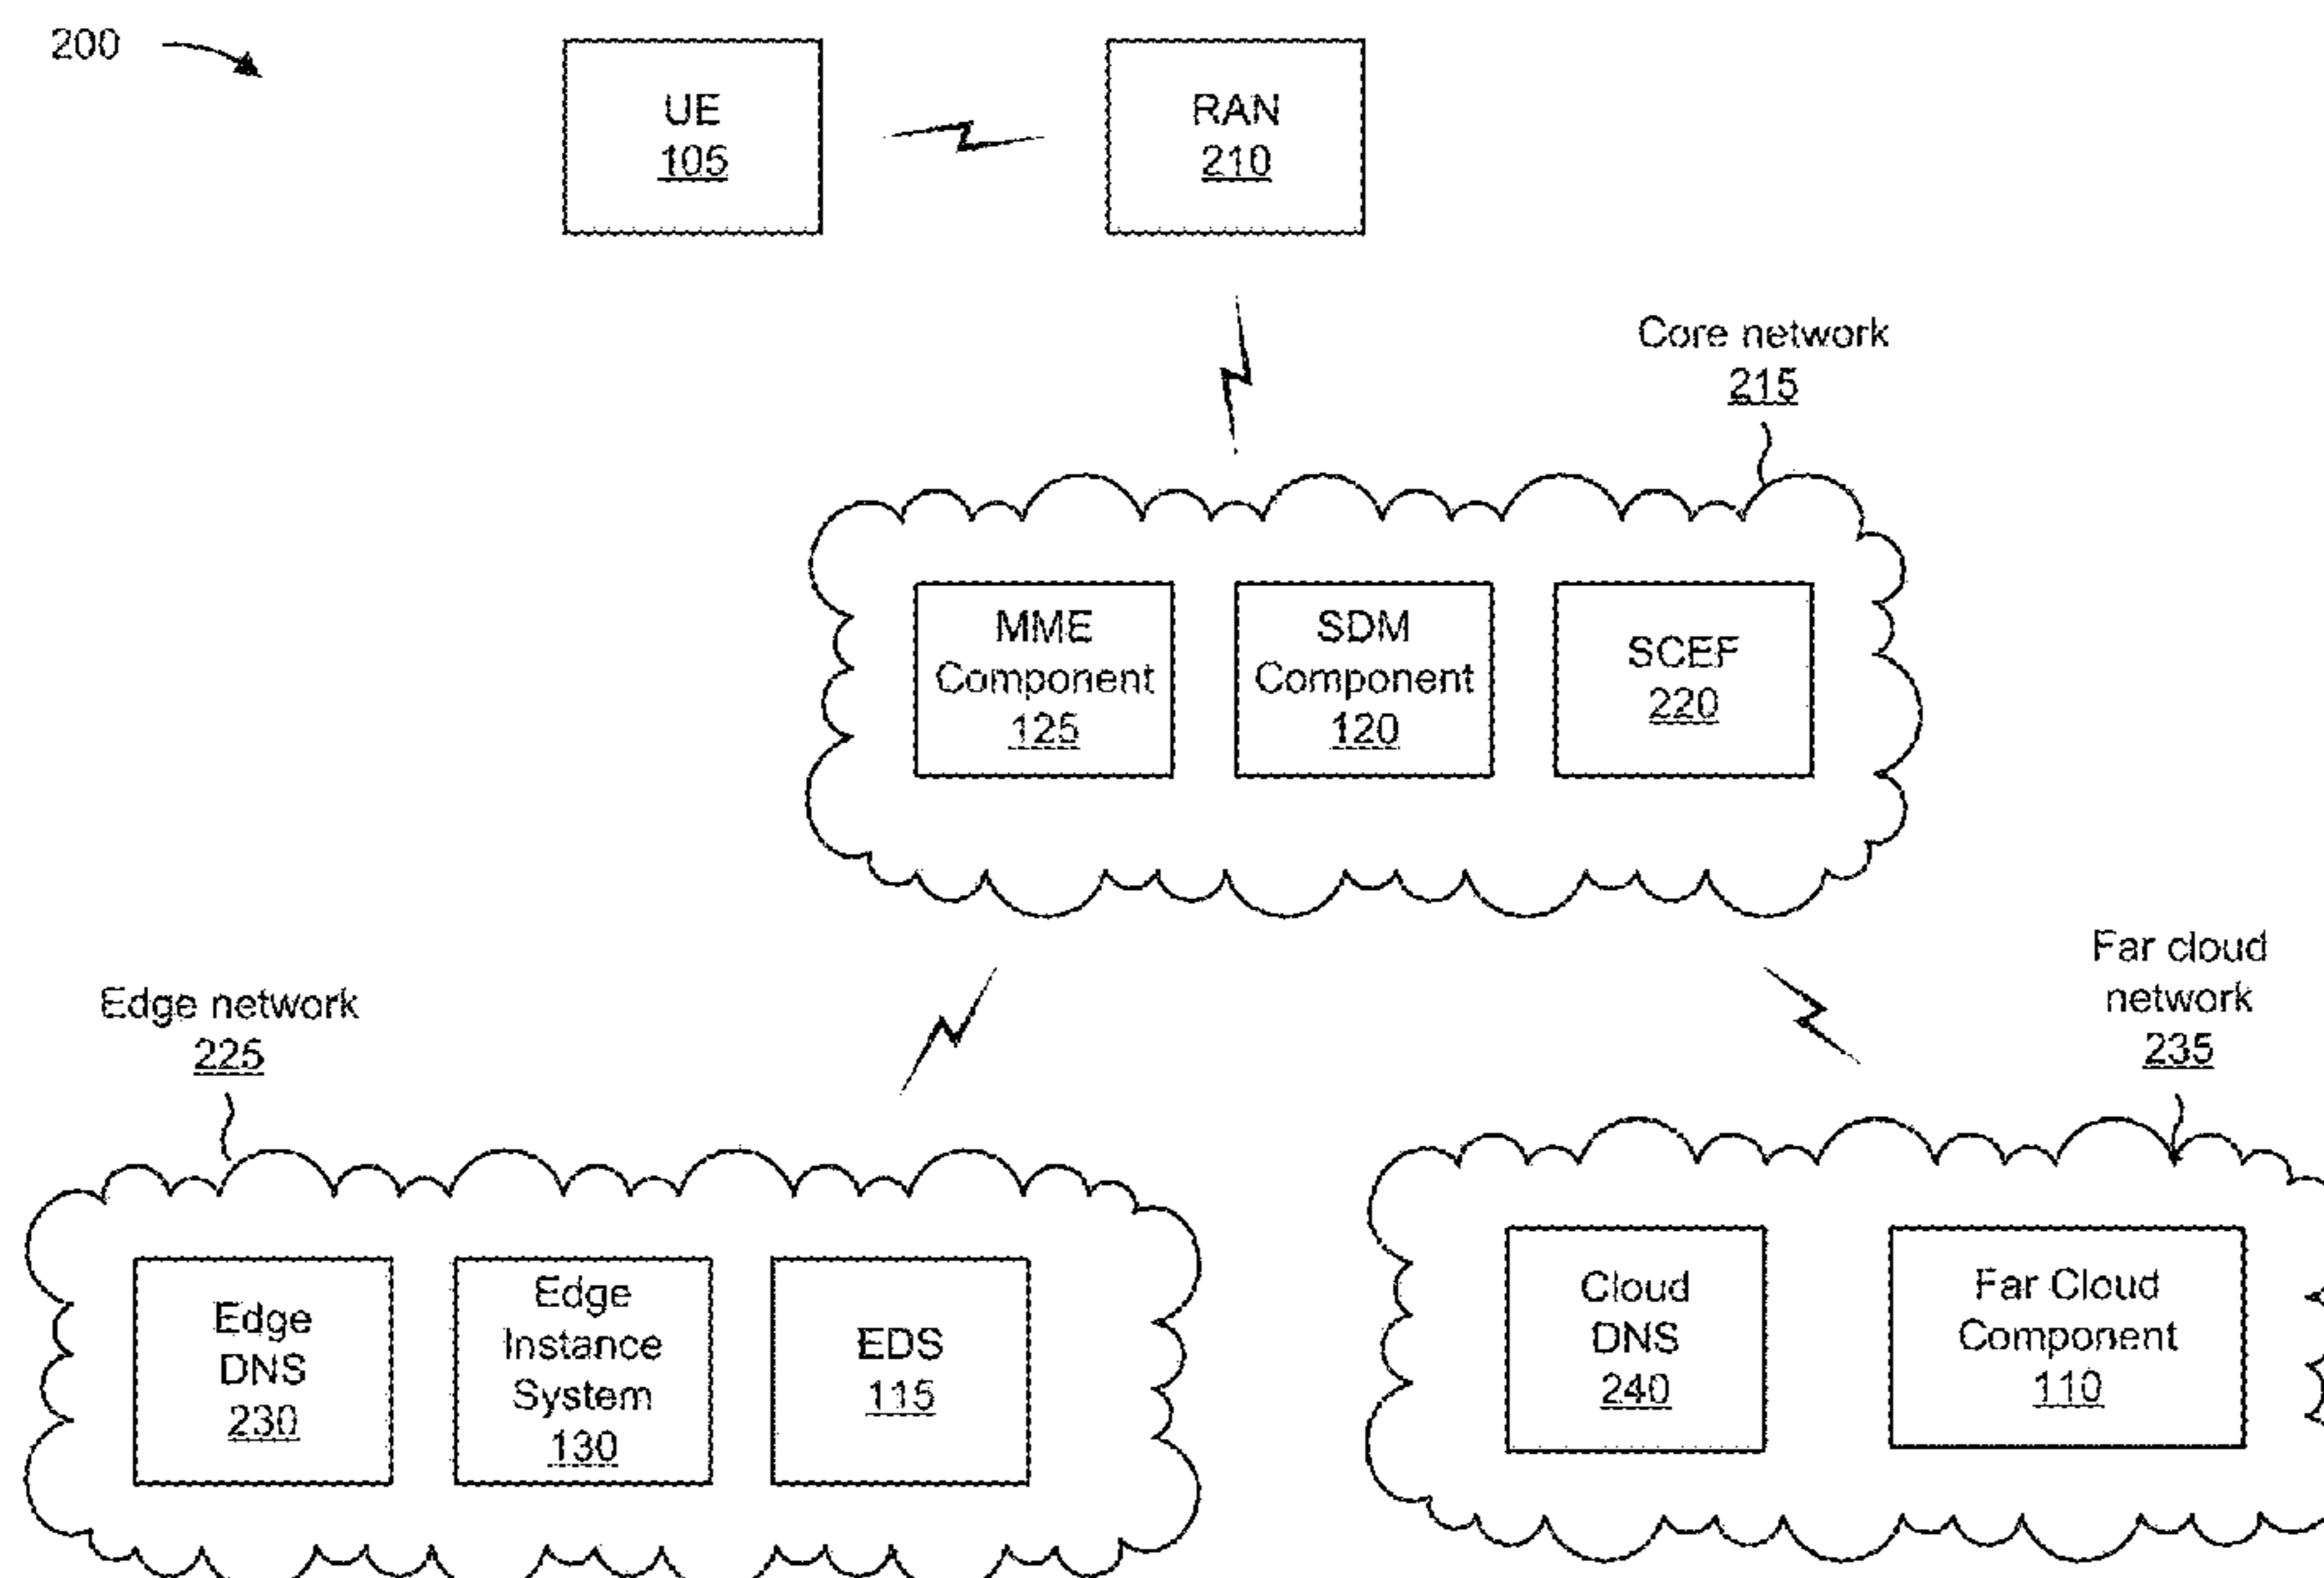 200
UE
105
RAN
210
Core network
215
MME
Component
125
SDM
Component
120
SCEF
220
Edge network
225
Far cloud
network
235
Edge
DNS
230
Edge
Instance
System
130
EDS
115
Cloud
DNS
240
Far Cloud
Component
110